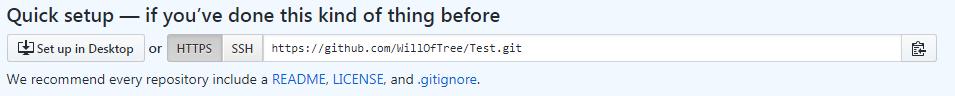 Quick setup — if you’ve done this kind of thing before
Set up in Desktop or HTTPS SSH https://github.com/WillOfTree/Test.git
We recommend every repository include a README, LICENSE, and .gitignore.